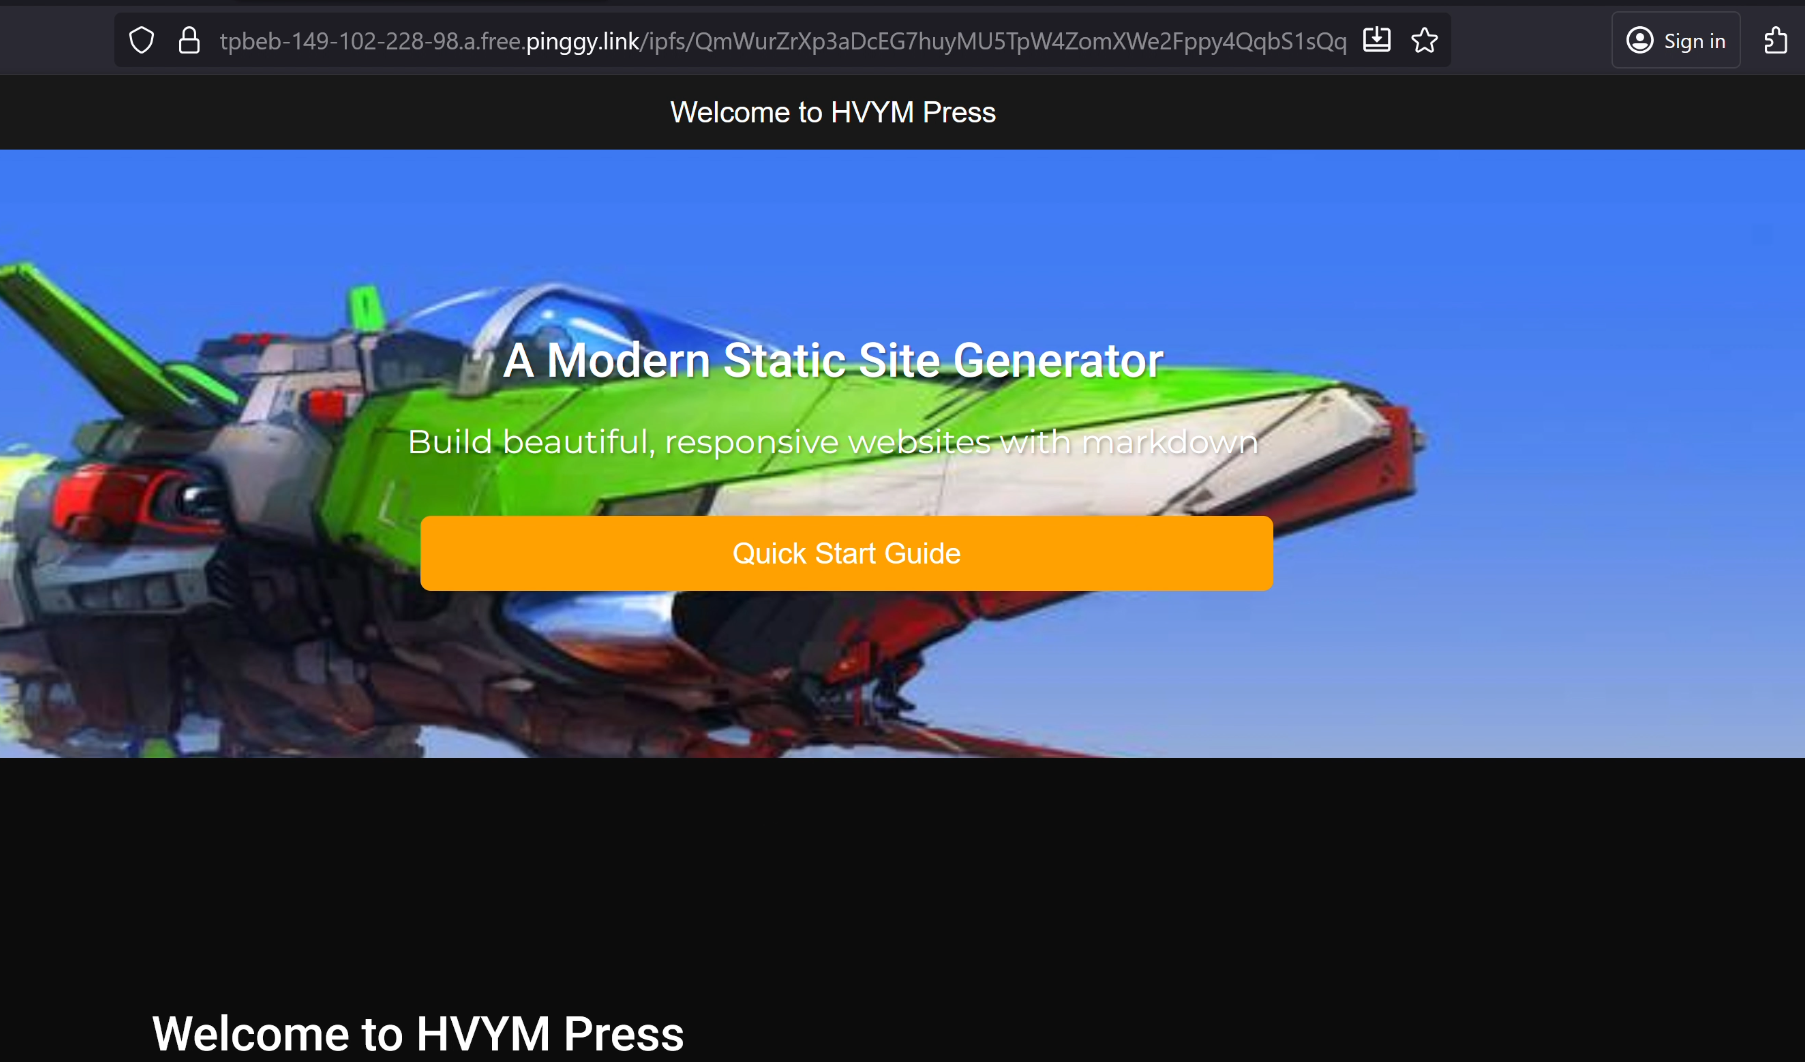 tpbeb-149-102-228-98.a.free.pinggy.link/ipfs/QmWurZrXp3aDcEG7huyMU5TpW4ZomXWe2Fppy4QqbS1sQq
Sign in
Welcome to HVYM Press
A Modern Static Site Generator
Build beautiful, responsive websites with markdown
Quick Start Guide
Welcome to HVYM Press